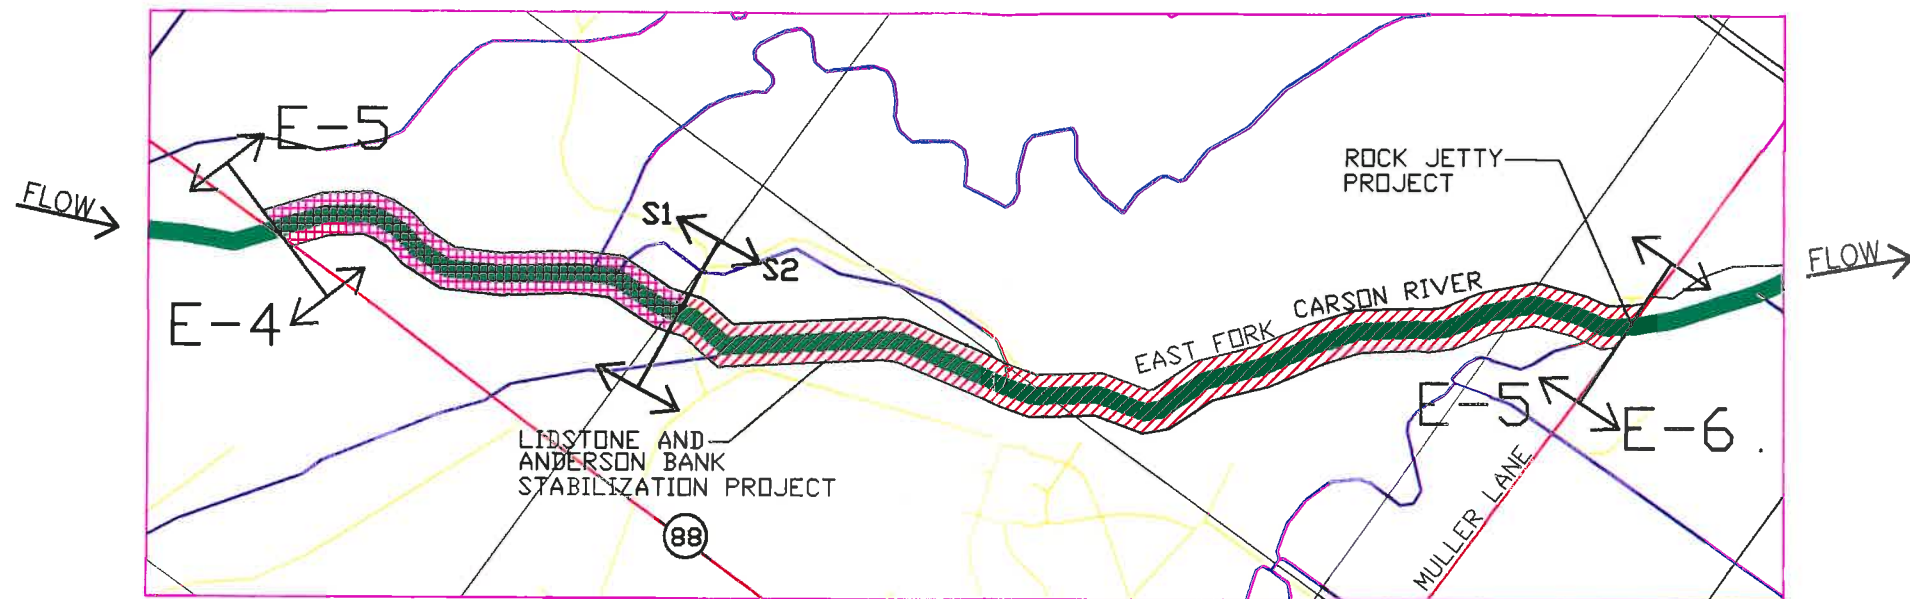 E-5
FLOW
ROCK JETTY
PROJECT
S1
S2
FLOW
EAST FORK CARSON RIVER
E-4
E-5
E-6
LIDSTONE AND
ANDERSON BANK
STABILIZATION PROJECT
88
MULLER LANE